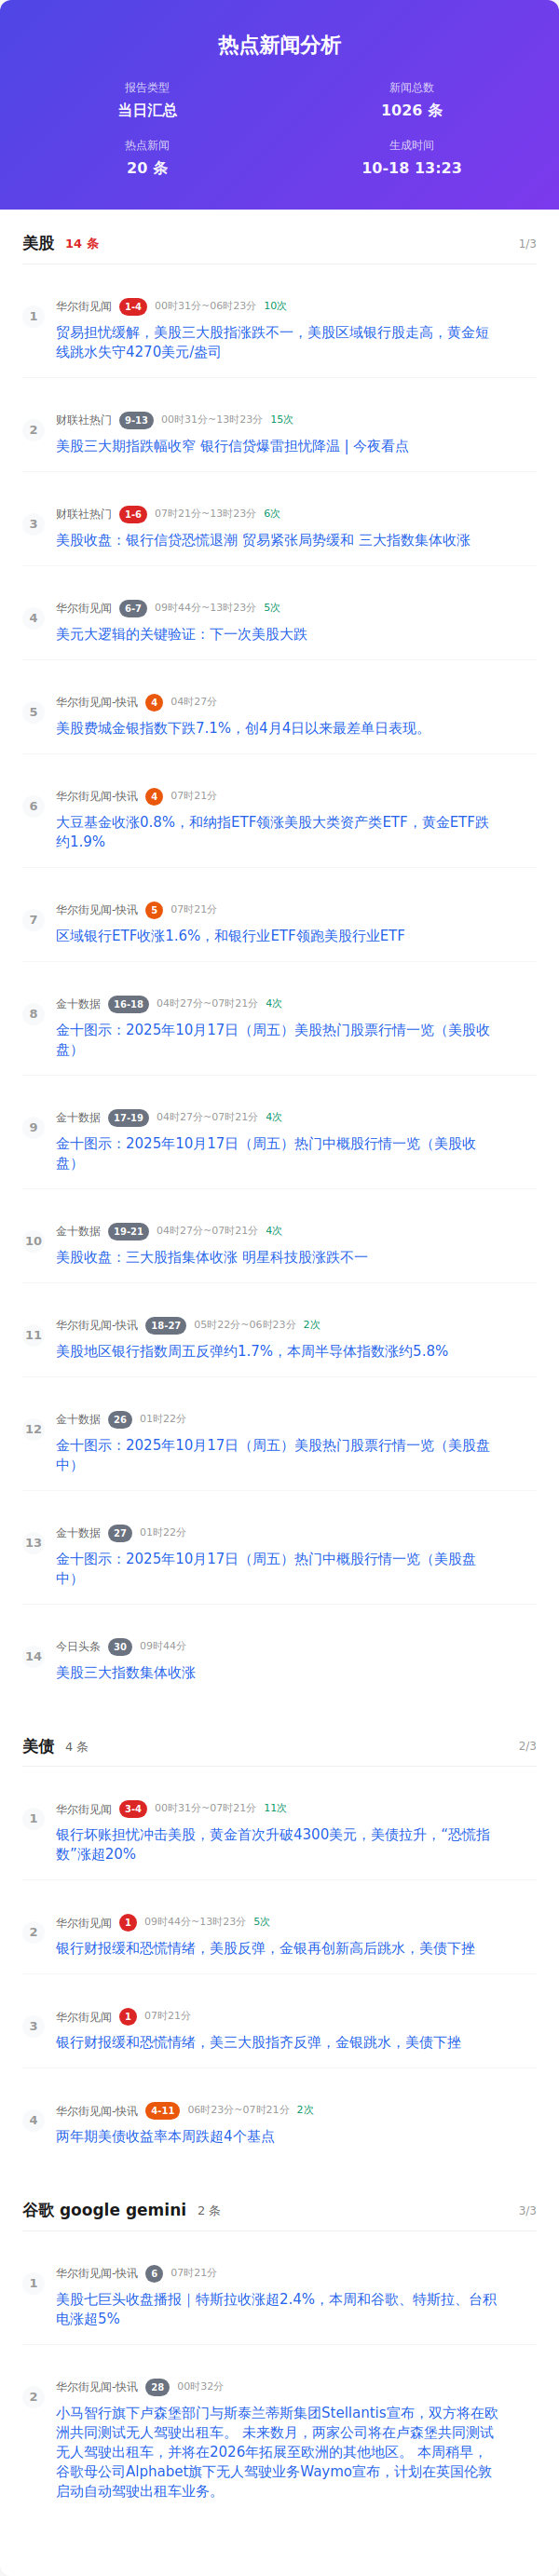 热点新闻分析
报告类型
当日汇总
新闻总数
1026 条
热点新闻
20 条
生成时间
10-18 13:23
美股 14 条 1/3
1 华尔街见闻 1-4 00时31分~06时23分 10次
贸易担忧缓解，美股三大股指涨跌不一，美股区域银行股走高，黄金短
线跳水失守4270美元/盎司
2 财联社热门 9-13 00时31分~13时23分 15次
美股三大期指跌幅收窄 银行信贷爆雷担忧降温 | 今夜看点
3 财联社热门 1-6 07时21分~13时23分 6次
美股收盘：银行信贷恐慌退潮 贸易紧张局势缓和 三大指数集体收涨
4 华尔街见闻 6-7 09时44分~13时23分 5次
美元大逻辑的关键验证：下一次美股大跌
5 华尔街见闻-快讯 4 04时27分
美股费城金银指数下跌7.1%，创4月4日以来最差单日表现。
6 华尔街见闻-快讯 4 07时21分
大豆基金收涨0.8%，和纳指ETF领涨美股大类资产类ETF，黄金ETF跌
约1.9%
7 华尔街见闻-快讯 5 07时21分
区域银行ETF收涨1.6%，和银行业ETF领跑美股行业ETF
8 金十数据 16-18 04时27分~07时21分 4次
金十图示：2025年10月17日（周五）美股热门股票行情一览（美股收
盘）
9 金十数据 17-19 04时27分~07时21分 4次
金十图示：2025年10月17日（周五）热门中概股行情一览（美股收
盘）
10 金十数据 19-21 04时27分~07时21分 4次
美股收盘：三大股指集体收涨 明星科技股涨跌不一
11 华尔街见闻-快讯 18-27 05时22分~06时23分 2次
美股地区银行指数周五反弹约1.7%，本周半导体指数涨约5.8%
12 金十数据 26 01时22分
金十图示：2025年10月17日（周五）美股热门股票行情一览（美股盘
中）
13 金十数据 27 01时22分
金十图示：2025年10月17日（周五）热门中概股行情一览（美股盘
中）
14 今日头条 30 09时44分
美股三大指数集体收涨
美债 4 条 2/3
1 华尔街见闻 3-4 00时31分~07时21分 11次
银行坏账担忧冲击美股，黄金首次升破4300美元，美债拉升，“恐慌指
数”涨超20%
2 华尔街见闻 1 09时44分~13时23分 5次
银行财报缓和恐慌情绪，美股反弹，金银再创新高后跳水，美债下挫
3 华尔街见闻 1 07时21分
银行财报缓和恐慌情绪，美三大股指齐反弹，金银跳水，美债下挫
4 华尔街见闻-快讯 4-11 06时23分~07时21分 2次
两年期美债收益率本周跌超4个基点
谷歌 google gemini 2 条 3/3
1 华尔街见闻-快讯 6 07时21分
美股七巨头收盘播报｜特斯拉收涨超2.4%，本周和谷歌、特斯拉、台积
电涨超5%
2 华尔街见闻-快讯 28 00时32分
小马智行旗下卢森堡部门与斯泰兰蒂斯集团Stellantis宣布，双方将在欧
洲共同测试无人驾驶出租车。 未来数月，两家公司将在卢森堡共同测试
无人驾驶出租车，并将在2026年拓展至欧洲的其他地区。 本周稍早，
谷歌母公司Alphabet旗下无人驾驶业务Waymo宣布，计划在英国伦敦
启动自动驾驶出租车业务。